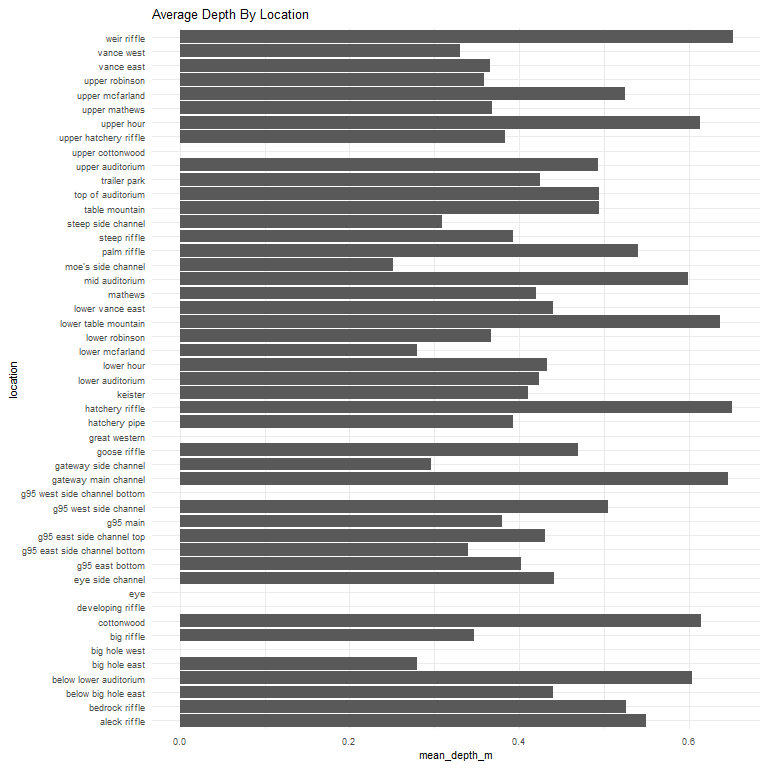 Average Depth By Location
weir riffle
vance west
vance east
upper robinson
upper mcfarland
upper mathews
upper hour
upper hatchery riffle
upper cottonwood
upper auditorium
trailer park
top of auditorium
table mountain
steep side channel
steep riffle
palm riffle
moe's side channel
mid auditorium
mathews
lower vance east
lower table mountain
lower robinson
lower mcfarland
lower hour
lower auditorium
keister
hatchery riffle
hatchery pipe
great western
goose riffle
gateway side channel
gateway main channel
g95 west side channel bottom
g95 west side channel
g95 main
g95 east side channel top
g95 east side channel bottom
g95 east bottom
eye side channel
eye
developing riffle
cottonwood
big riffle
big hole west
big hole east
below lower auditorium
below big hole east
bedrock riffle
aleck riffle
location
0.0 0.2 0.4 0.6
mean_depth_m